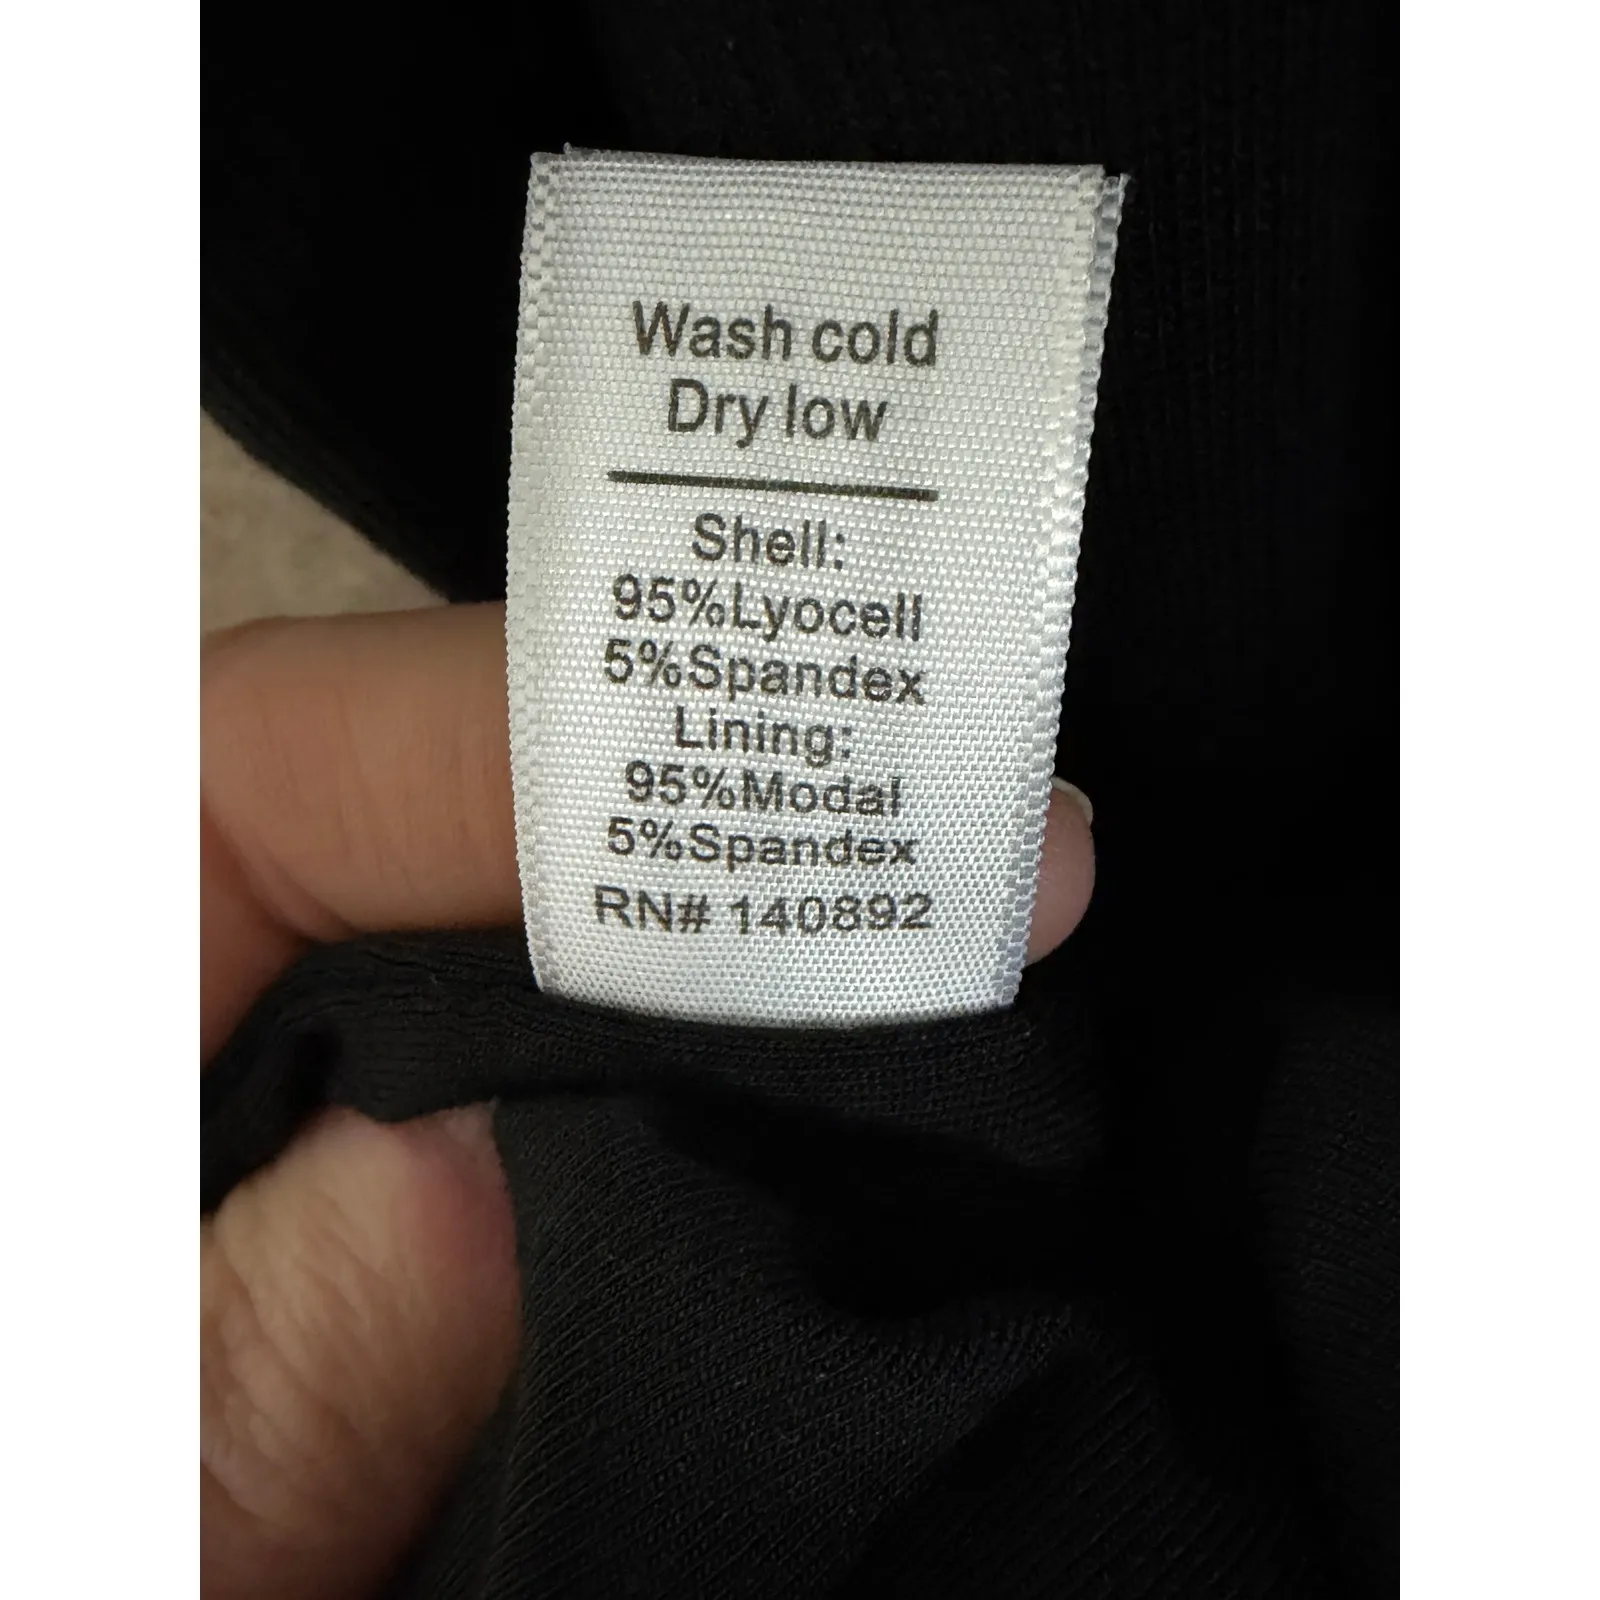 Wash cold
Dry low
Shell:
95%Lyocell
5%Spandex
Lining:
95%Modal
5%Spandex
RN# 140892